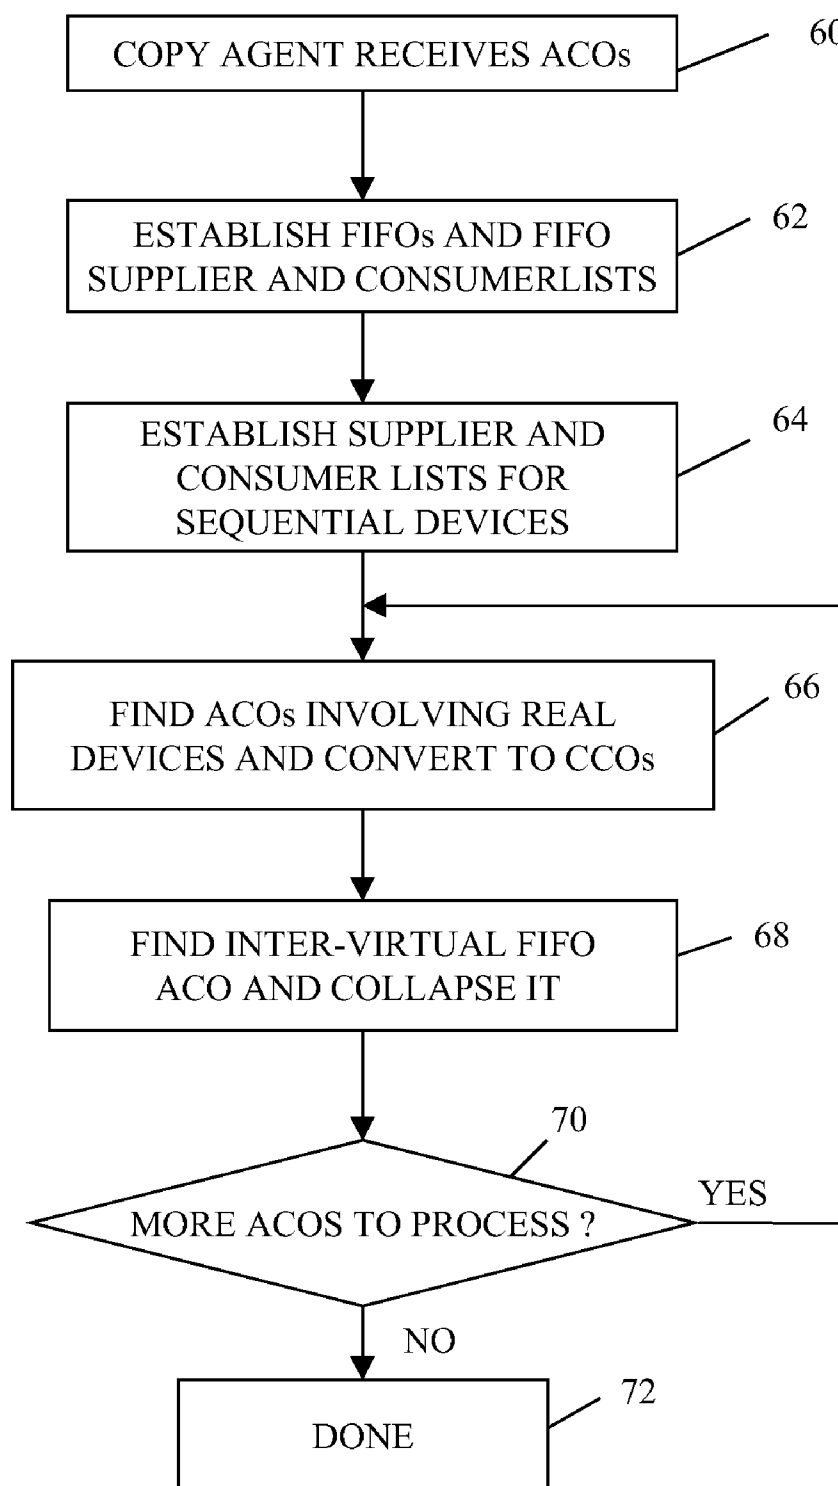 COPY AGENT RECEIVES ACOs
60
ESTABLISH FIFOs AND FIFO
SUPPLIER AND CONSUMERLISTS
62
ESTABLISH SUPPLIER AND
CONSUMER LISTS FOR
SEQUENTIAL DEVICES
64
FIND ACOs INVOLVING REAL
DEVICES AND CONVERT TO CCOs
66
FIND INTER-VIRTUAL FIFO
ACO AND COLLAPSE IT
68
70
MORE ACOS TO PROCESS ?
YES
NO
DONE
72